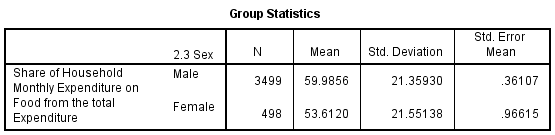 Group Statistics
2.3 Sex N Mean Std. Deviation Std. Error Mean
Share of Household Monthly Expenditure on Food from the total Expenditure
Male 3499 59.9856 21.35930 .36107
Female 498 53.6120 21.55138 .96615